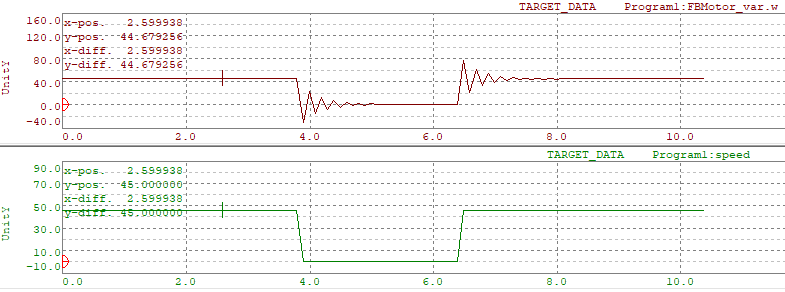 TARGET_DATA Program1:FBMotor_var.w
160.0
x-pos. 2.599938
120.0
y-pos. 44.679256
x-diff. 2.599938
80.0
y-diff. 44.679256
40.0
0.0
-40.0
UnitY
0.0 2.0 4.0 6.0 8.0 10.0
TARGET_DATA Program1:speed
90.0
x-pos. 2.599938
70.0
y-pos. 45.000000
x-diff. 2.599938
50.0
y-diff. 45.000000
30.0
10.0
-10.0
UnitY
0.0 2.0 4.0 6.0 8.0 10.0